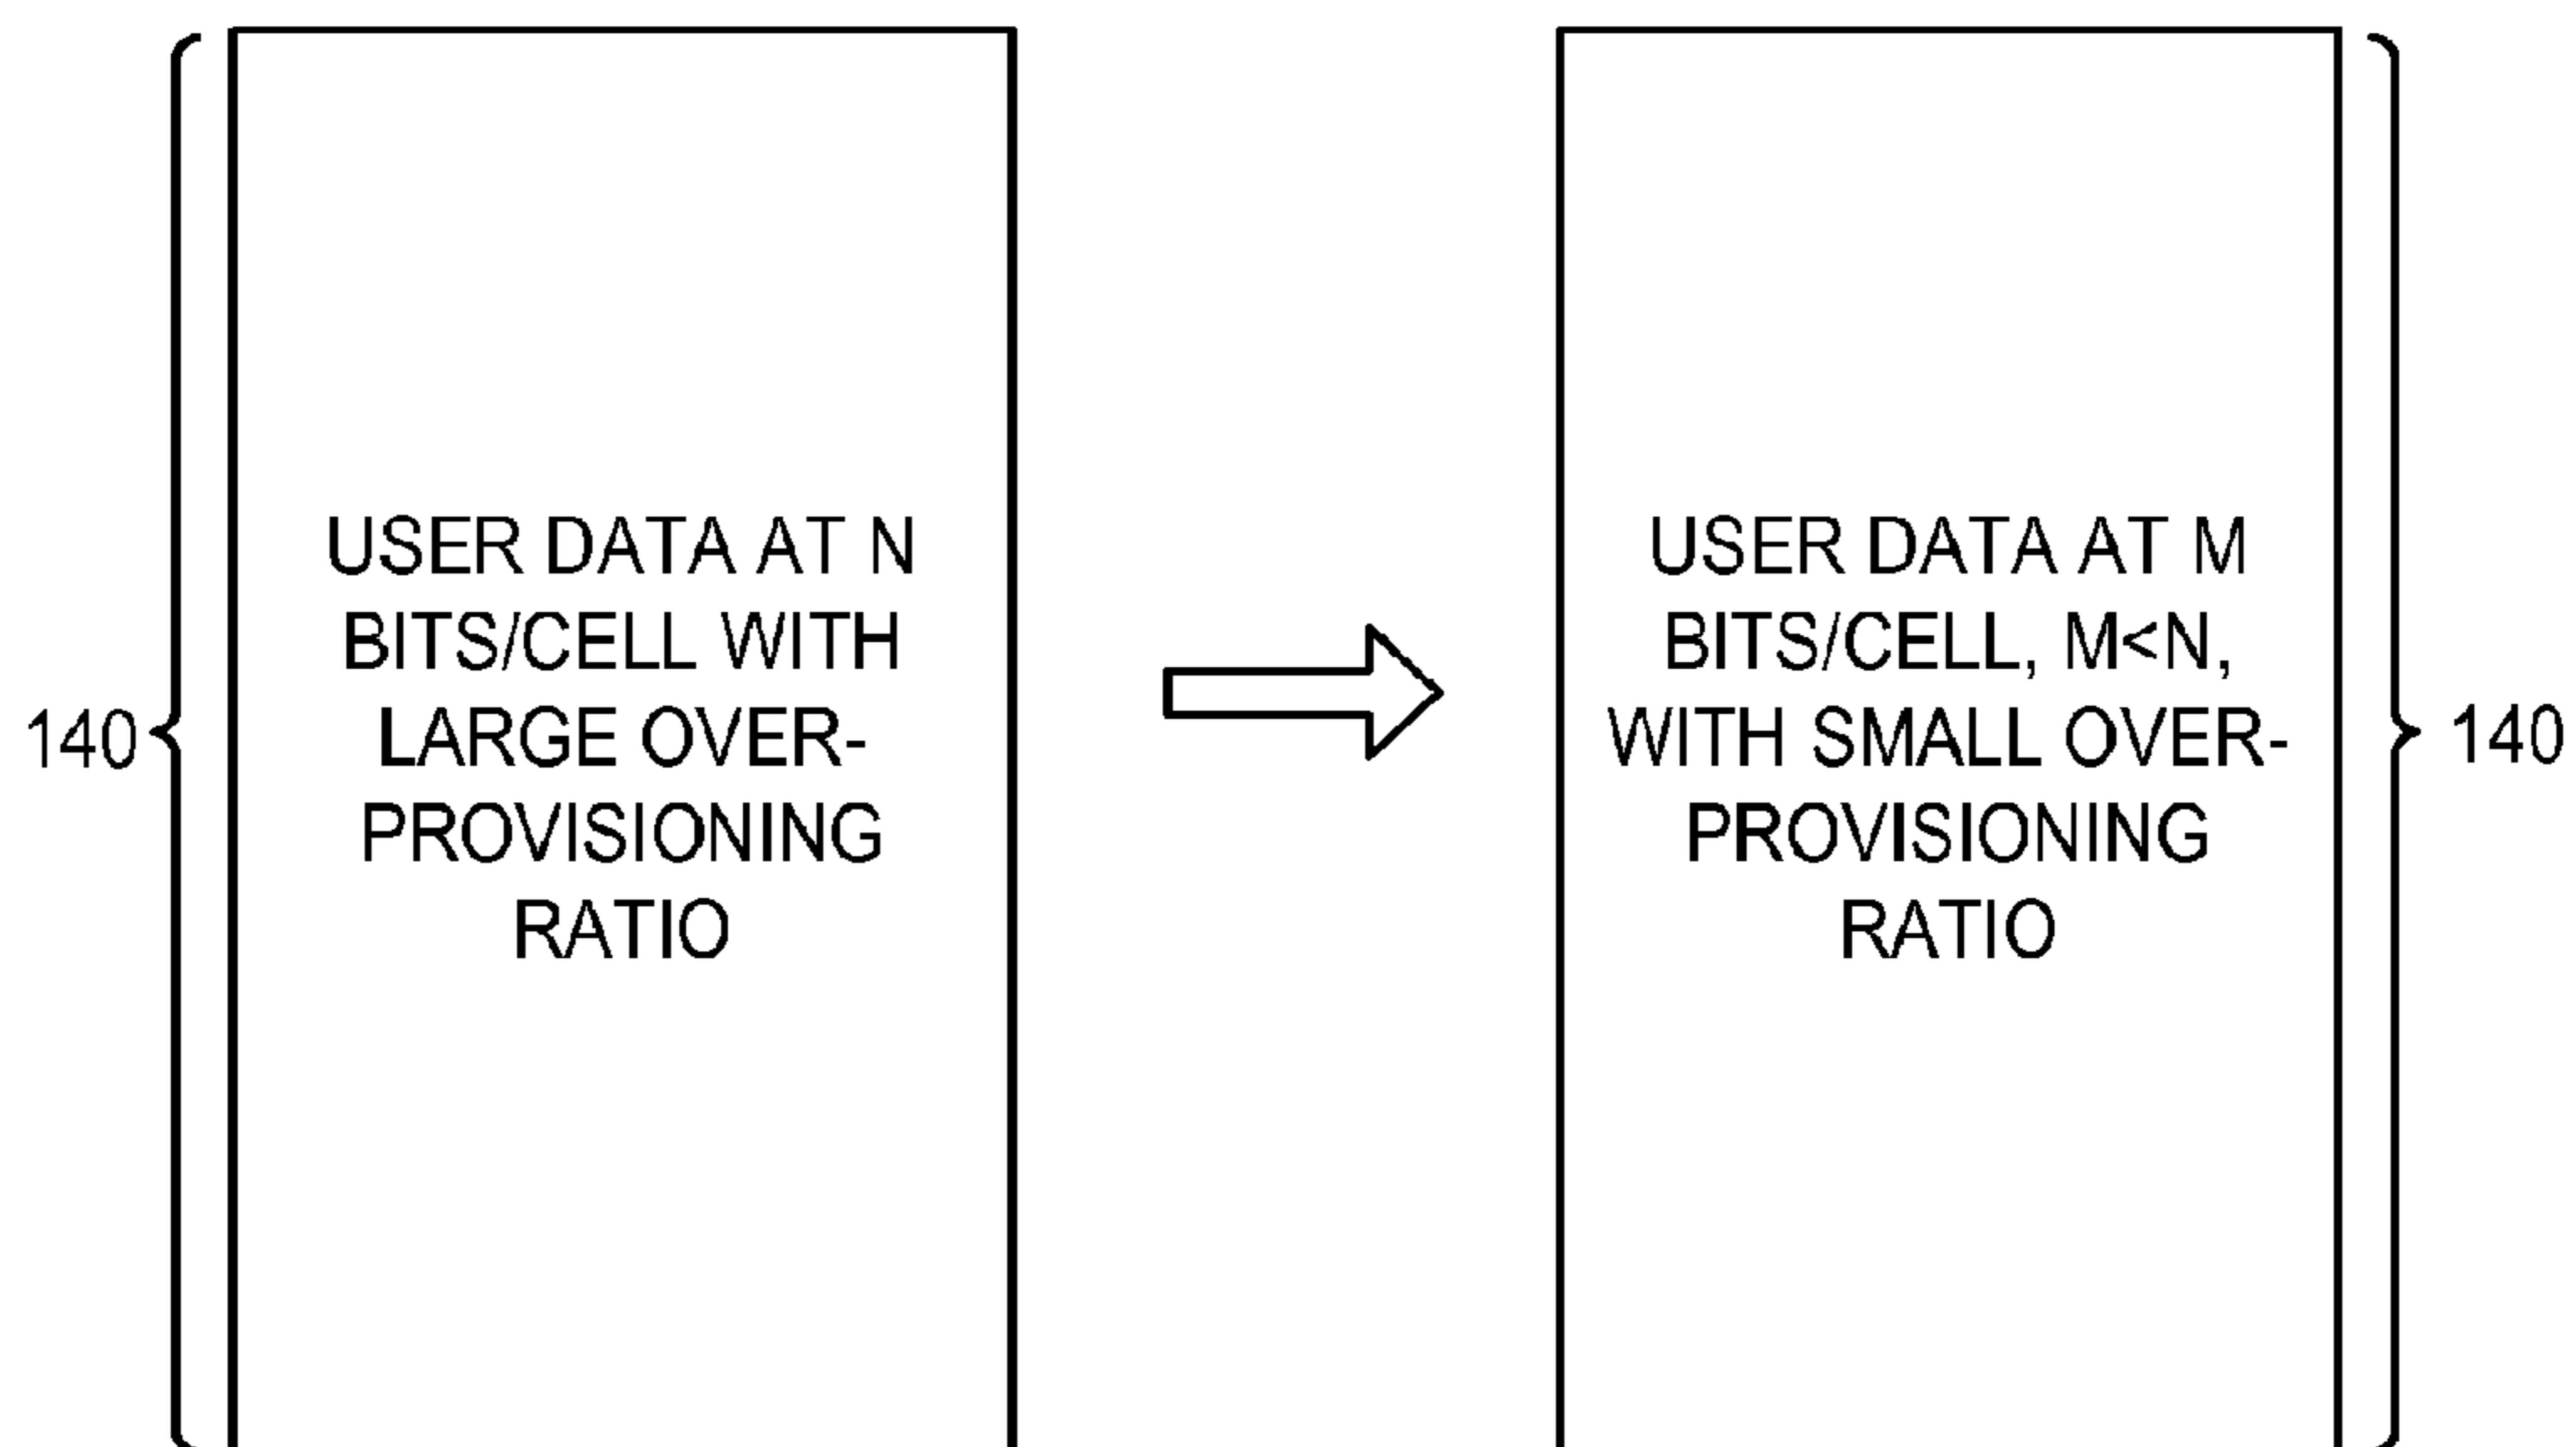 140
USER DATA AT N
BITS/CELL WITH
LARGE OVER-
PROVISIONING
RATIO
USER DATA AT M
BITS/CELL, M<N,
WITH SMALL OVER-
PROVISIONING
RATIO
140